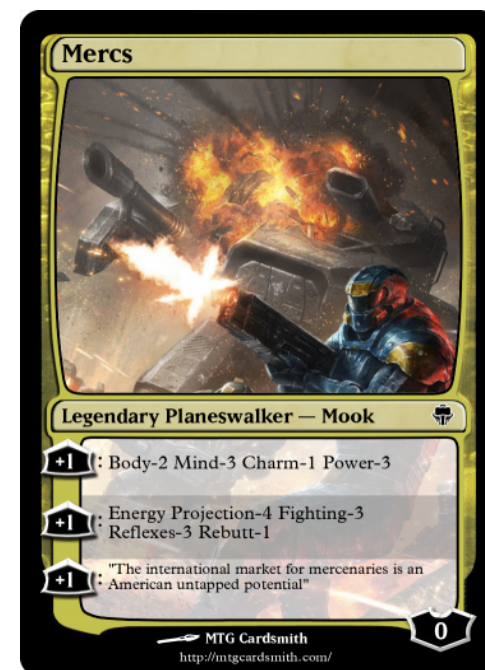 Mercs
Legendary Planeswalker — Mook
+1 : Body-2 Mind-3 Charm-1 Power-3
+1 : Energy Projection-4 Fighting-3
Reflexes-3 Rebutt-1
+1 : "The international market for mercenaries is an
American untapped potential"
0
MTG Cardsmith
http://mtgcardsmith.com/